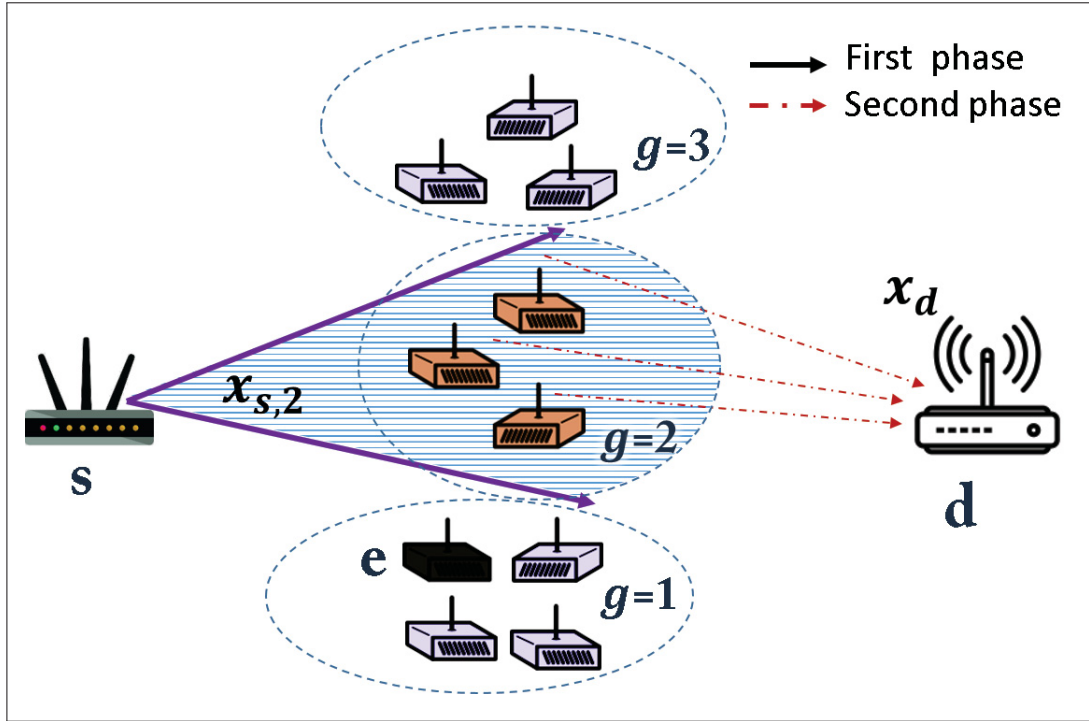 First phase
Second phase
g=3
x_d
x_{s,2}
g=2
s
d
e
g=1